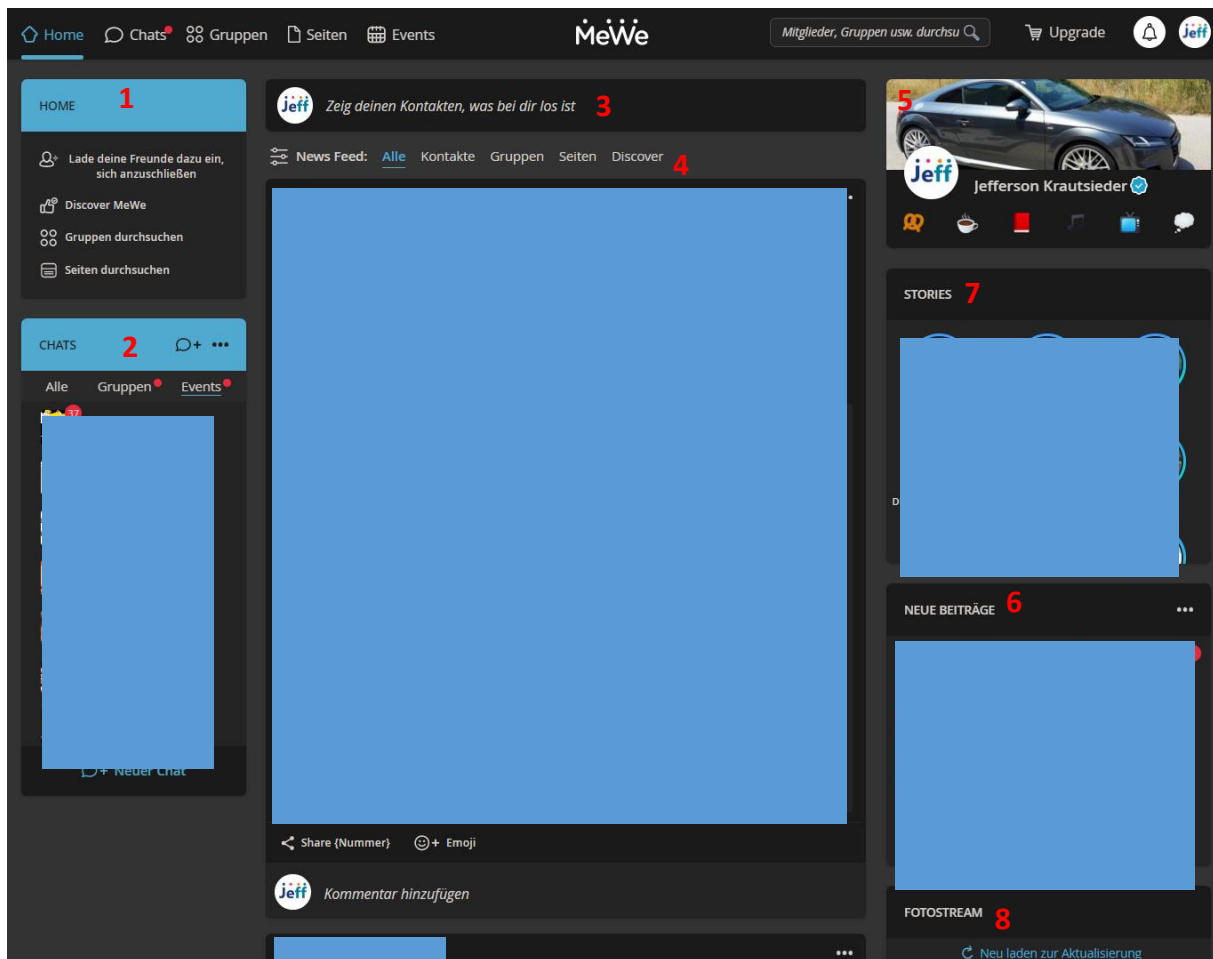 Home Chats Gruppen Seiten Events MeWe Mitglieder, Gruppen usw. durchsu Upgrade Jeff
HOME 1
Lade deine Freunde dazu ein,
sich anzuschließen
Discover MeWe
Gruppen durchsuchen
Seiten durchsuchen
CHATS 2
Alle Gruppen Events
37
Neuer Chat
Jeff Zeig deinen Kontakten, was bei dir los ist 3
News Feed: Alle Kontakte Gruppen Seiten Discover 4
Share {Nummer} Emoji
Jeff Kommentar hinzufügen
5
Jeff
Jefferson Krautsieder
STORIES 7
D
NEUE BEITRÄGE 6
FOTOSTREAM 8
Neu laden zur Aktualisierung